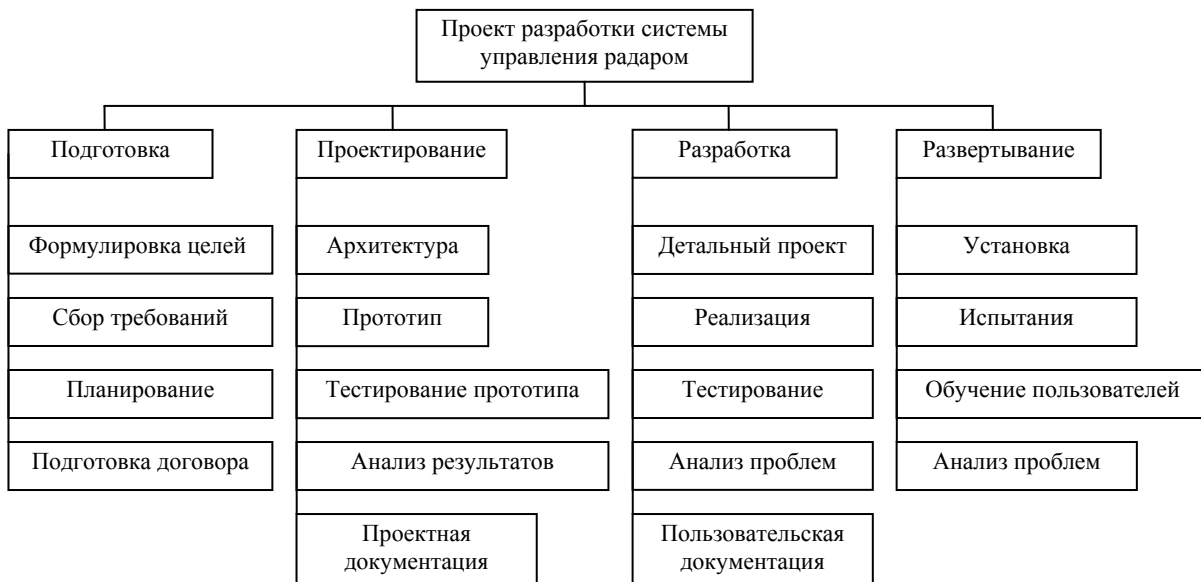 Проект разработки системы
управления радаром
Подготовка
Проектирование
Разработка
Развертывание
Формулировка целей
Архитектура
Детальный проект
Установка
Сбор требований
Прототип
Реализация
Испытания
Планирование
Тестирование прототипа
Тестирование
Обучение пользователей
Подготовка договора
Анализ результатов
Анализ проблем
Анализ проблем
Проектная
документация
Пользовательская
документация